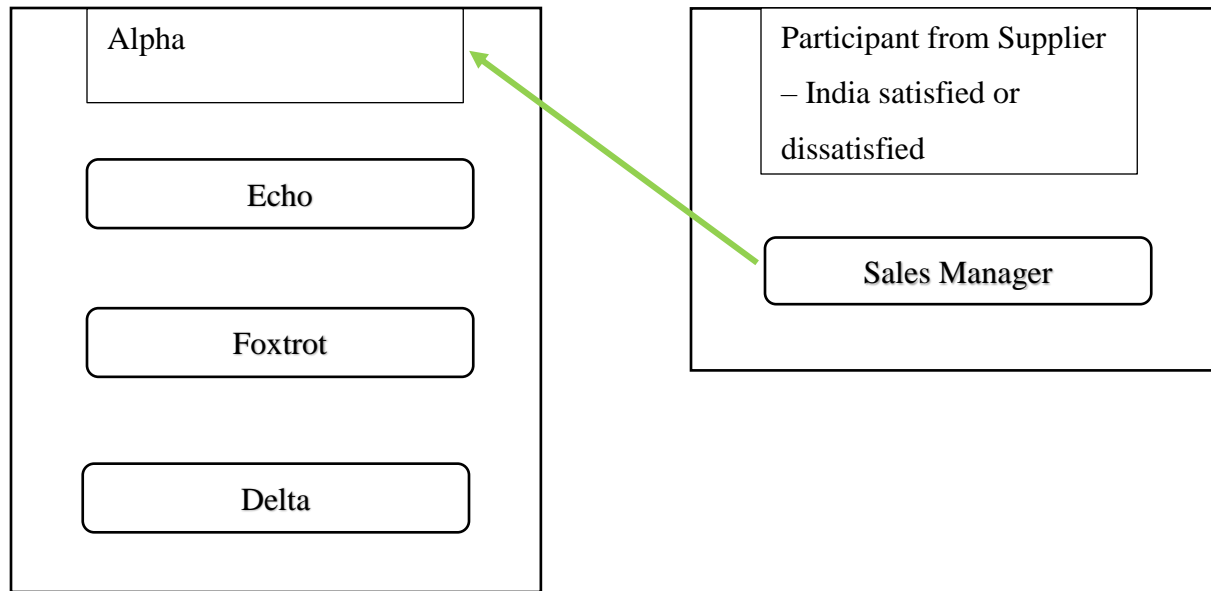 Alpha
Echo
Foxtrot
Delta
Participant from Supplier
– India satisfied or
dissatisfied
Sales Manager